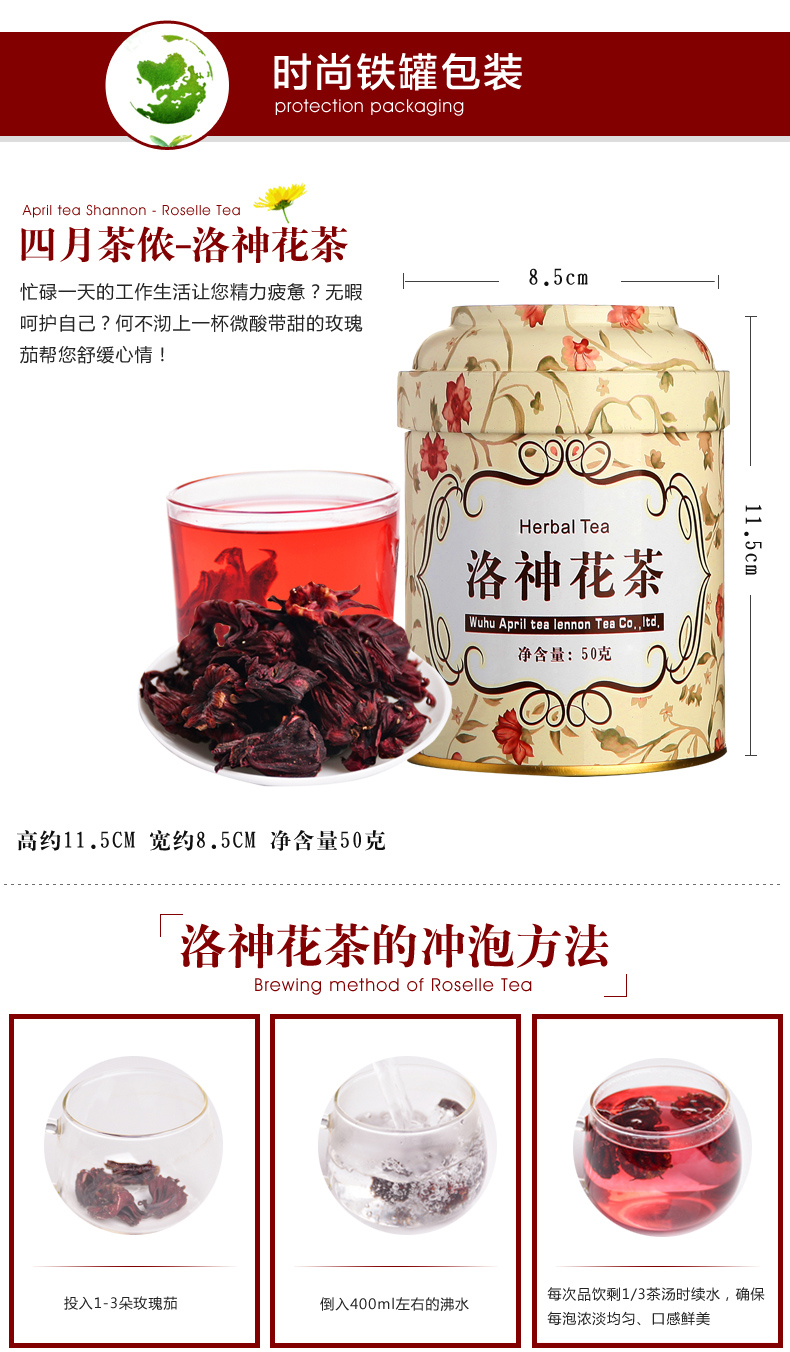 时尚铁罐包装
protection packaging
April tea Shannon - Roselle Tea
四月茶侬-洛神花茶
忙碌一天的工作生活让您精力疲惫？无暇
呵护自己？何不沏上一杯微酸带甜的玫瑰
茄帮您舒缓心情！
8.5cm
11.5cm
Herbal Tea
洛神花茶
Wuhu April tea lennon Tea Co.,ltd.
净含量：50克
高约11.5CM 宽约8.5CM 净含量50克
洛神花茶的冲泡方法
Brewing method of Roselle Tea
投入1-3朵玫瑰茄
倒入400ml左右的沸水
每次品饮剩1/3茶汤时续水，确保
每泡浓淡均匀、口感鲜美